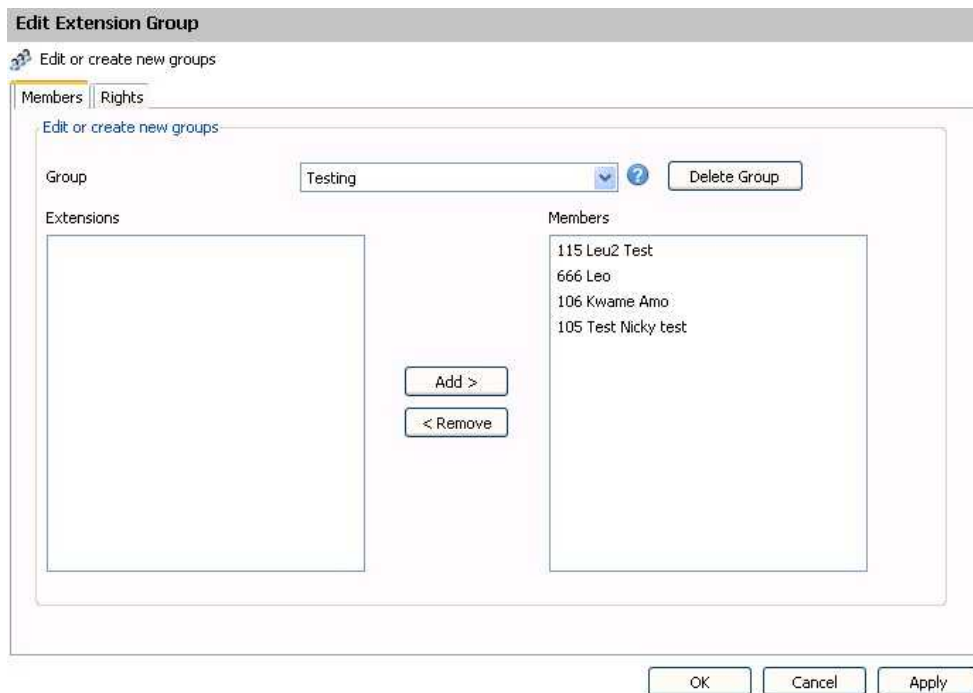 Edit Extension Group
Edit or create new groups
Members Rights
Edit or create new groups
Group Testing ? Delete Group
Extensions Members
115 Leu2 Test
666 Leo
106 Kwame Amo
105 Test Nicky test
Add >
< Remove
OK Cancel Apply